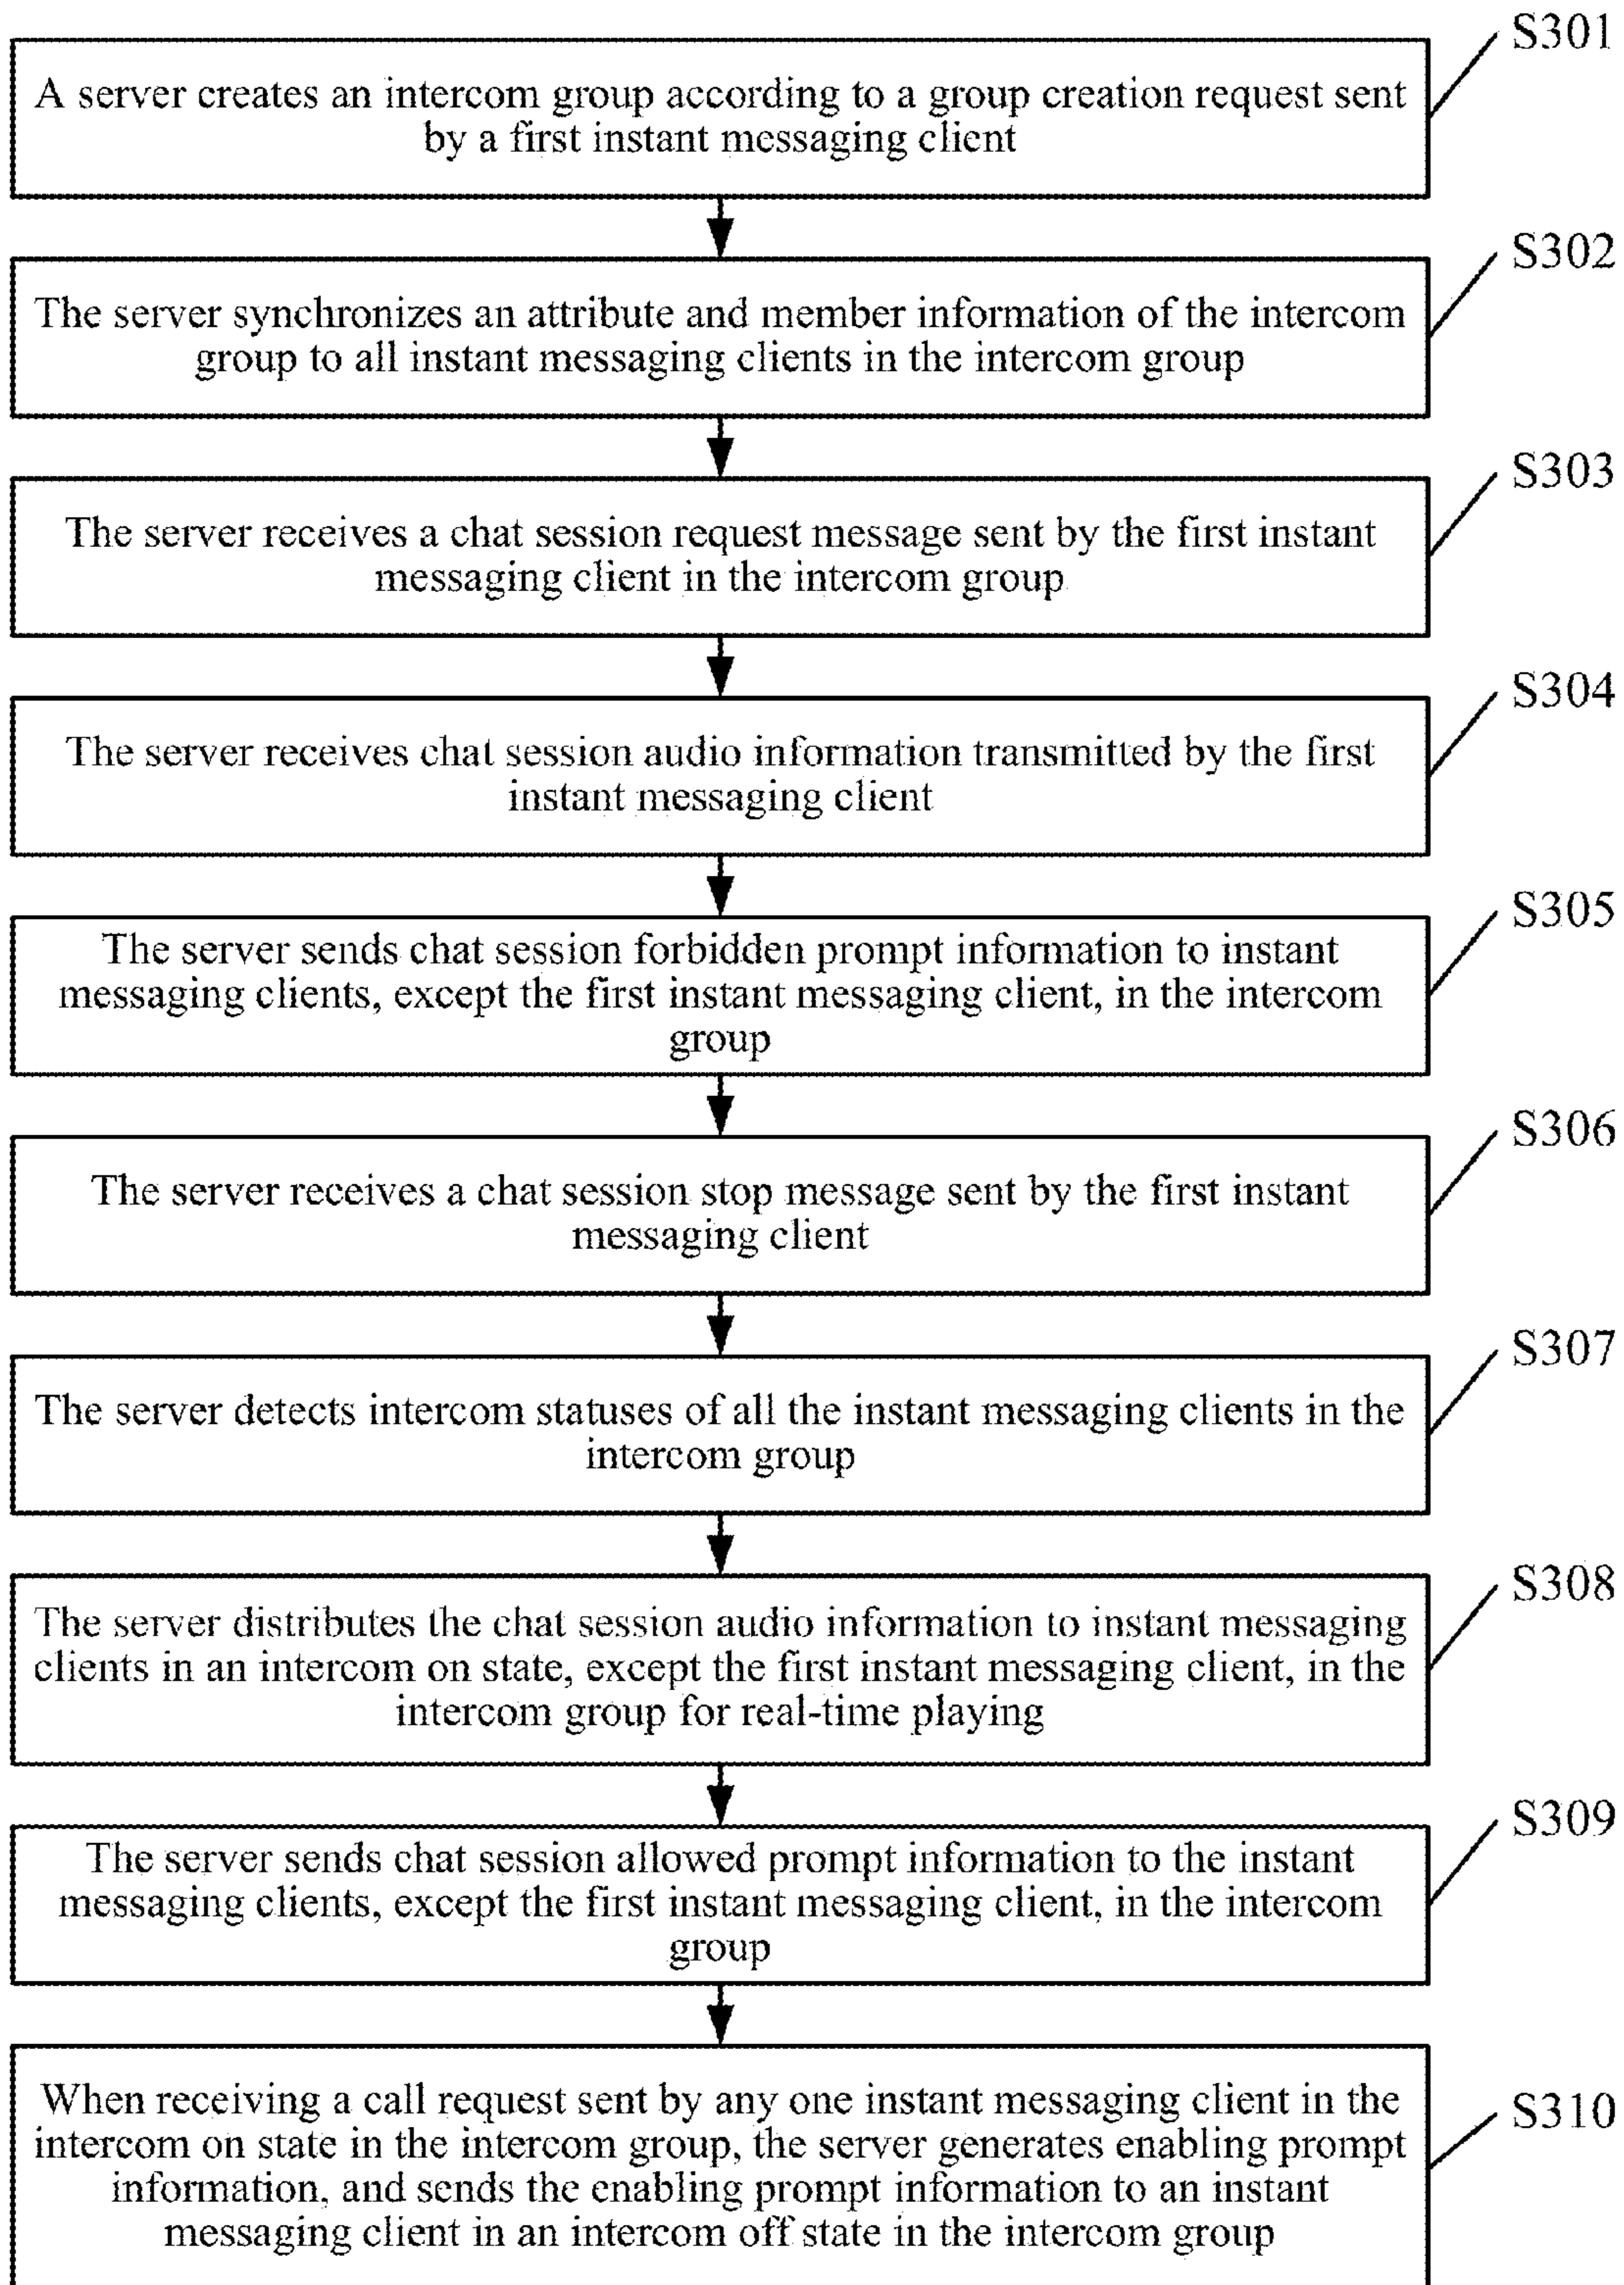 S301
A server creates an intercom group according to a group creation request sent
by a first instant messaging client
S302
The server synchronizes an attribute and member information of the intercom
group to all instant messaging clients in the intercom group
S303
The server receives a chat session request message sent by the first instant
messaging client in the intercom group
S304
The server receives chat session audio information transmitted by the first
instant messaging client
S305
The server sends chat session forbidden prompt information to instant
messaging clients, except the first instant messaging client, in the intercom
group
S306
The server receives a chat session stop message sent by the first instant
messaging client
S307
The server detects intercom statuses of all the instant messaging clients in the
intercom group
S308
The server distributes the chat session audio information to instant messaging
clients in an intercom on state, except the first instant messaging client, in the
intercom group for real-time playing
S309
The server sends chat session allowed prompt information to the instant
messaging clients, except the first instant messaging client, in the intercom
group
S310
When receiving a call request sent by any one instant messaging client in the
intercom on state in the intercom group, the server generates enabling prompt
information, and sends the enabling prompt information to an instant
messaging client in an intercom off state in the intercom group